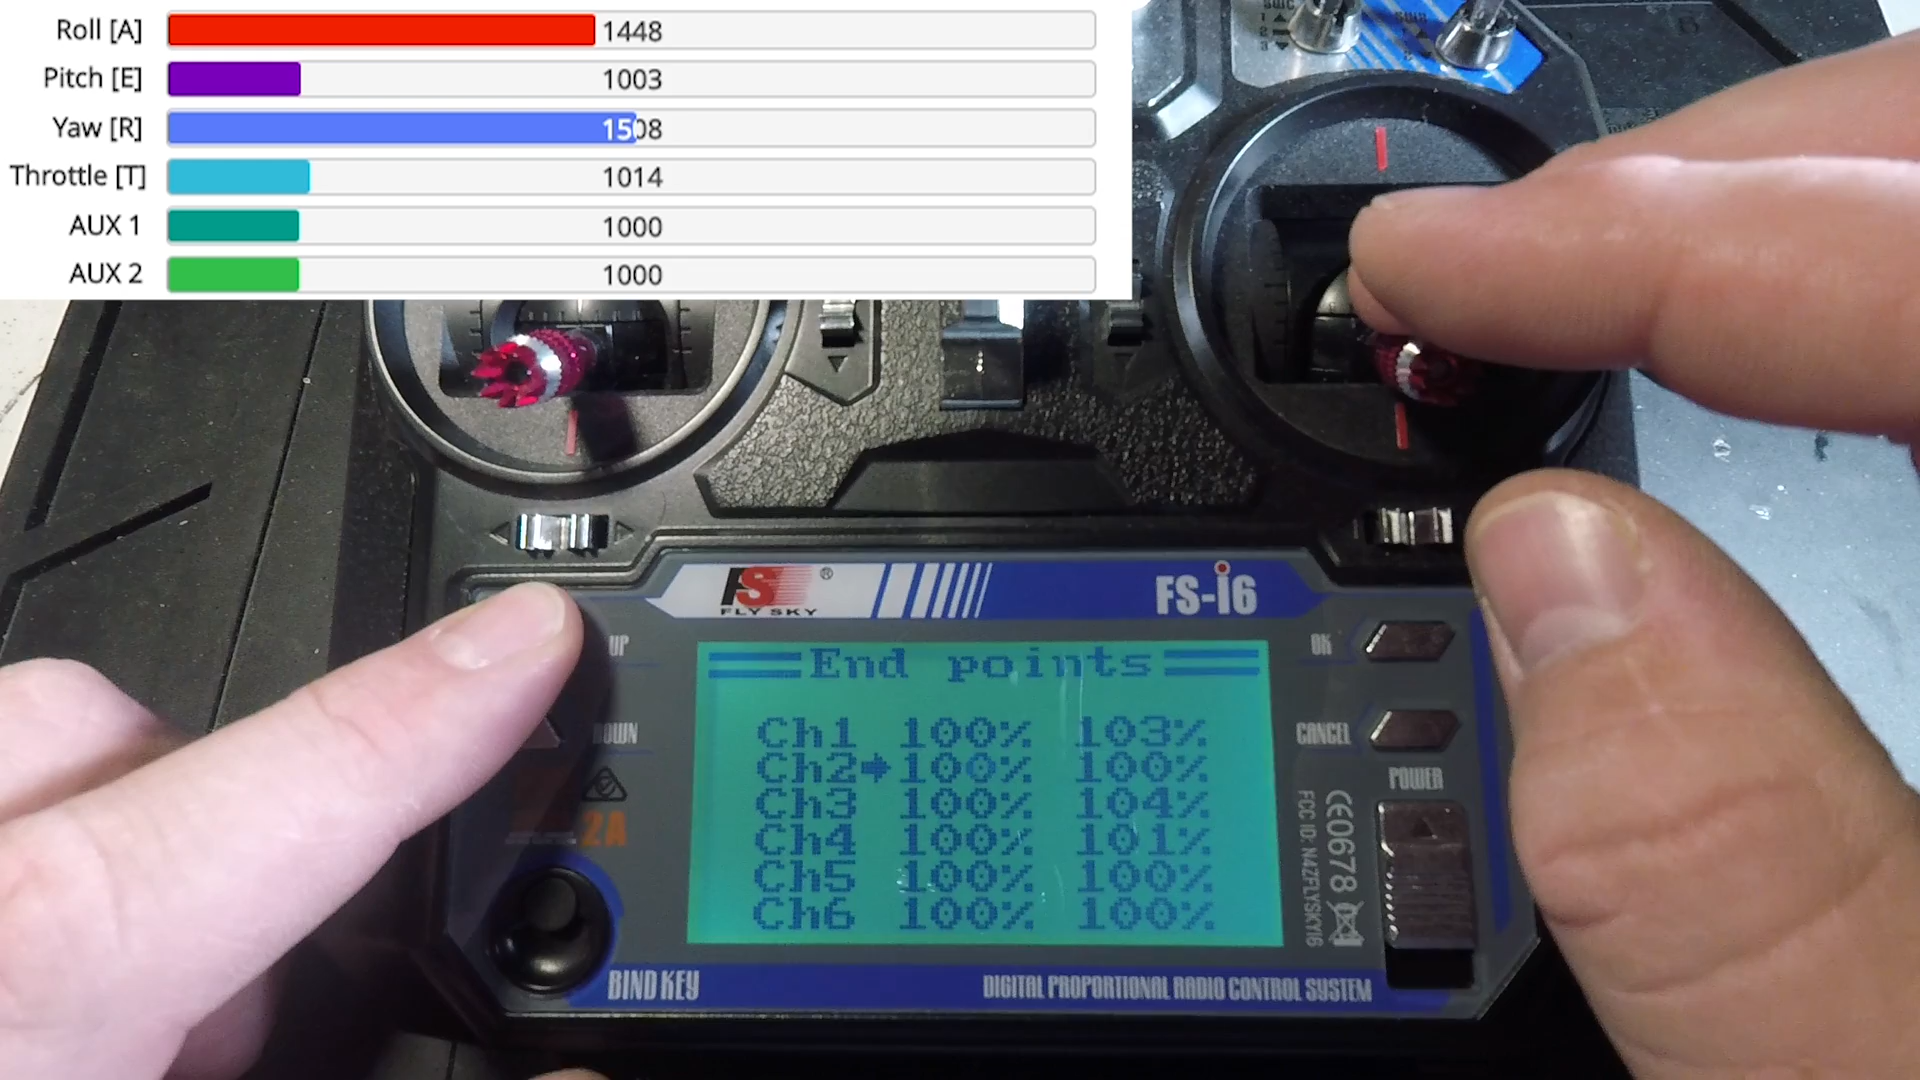 Roll [A] 1448
Pitch [E] 1003
Yaw [R] 1508
Throttle [T] 1014
AUX 1 1000
AUX 2 1000
FS®
FLY SKY
FS-i6
UP
OK
DOWN
CANCEL
POWER
2A
End points
Ch1 100% 103%
Ch2→100% 100%
Ch3 100% 104%
Ch4 100% 101%
Ch5 100% 100%
Ch6 100% 100%
CE0678
FCC ID: N4ZFLYSKYI6
BIND KEY
DIGITAL PROPORTIONAL RADIO CONTROL SYSTEM